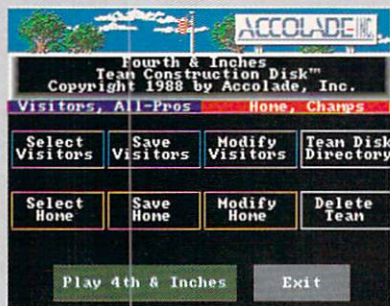 ACCOLADE INC.
Fourth & Inches
Team Construction Disk™
Copyright 1988 by Accolade, Inc.
Visitors, All-Pros Home, Champs
Select Visitors Save Visitors Modify Visitors Team Disk Directory
Select Home Save Home Modify Home Delete Team
Play 4th & Inches Exit